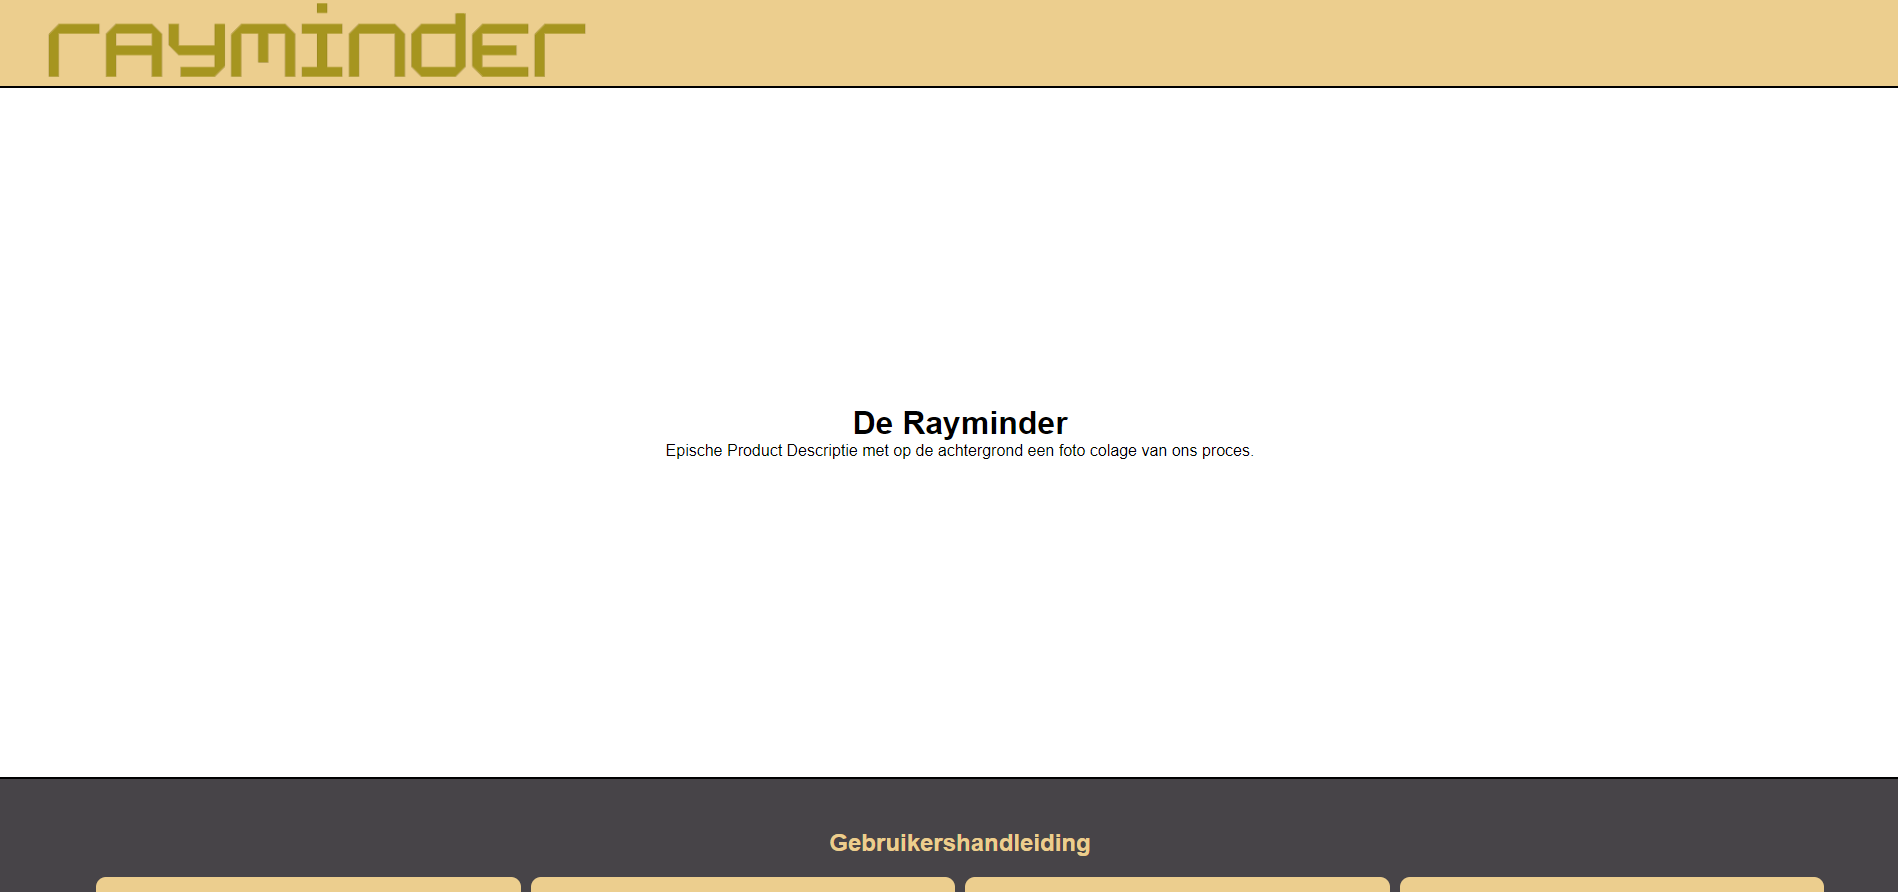 rayminder
De Rayminder
Epische Product Descriptie met op de achtergrond een foto colage van ons proces.
Gebruikershandleiding